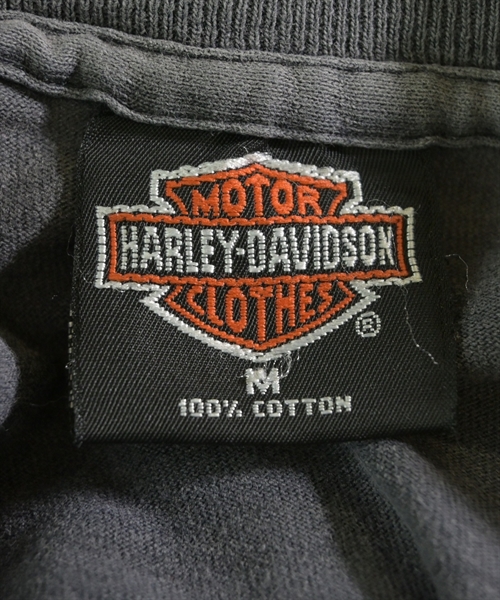 MOTOR
HARLEY-DAVIDSON
CLOTHES
®
M
100% COTTON